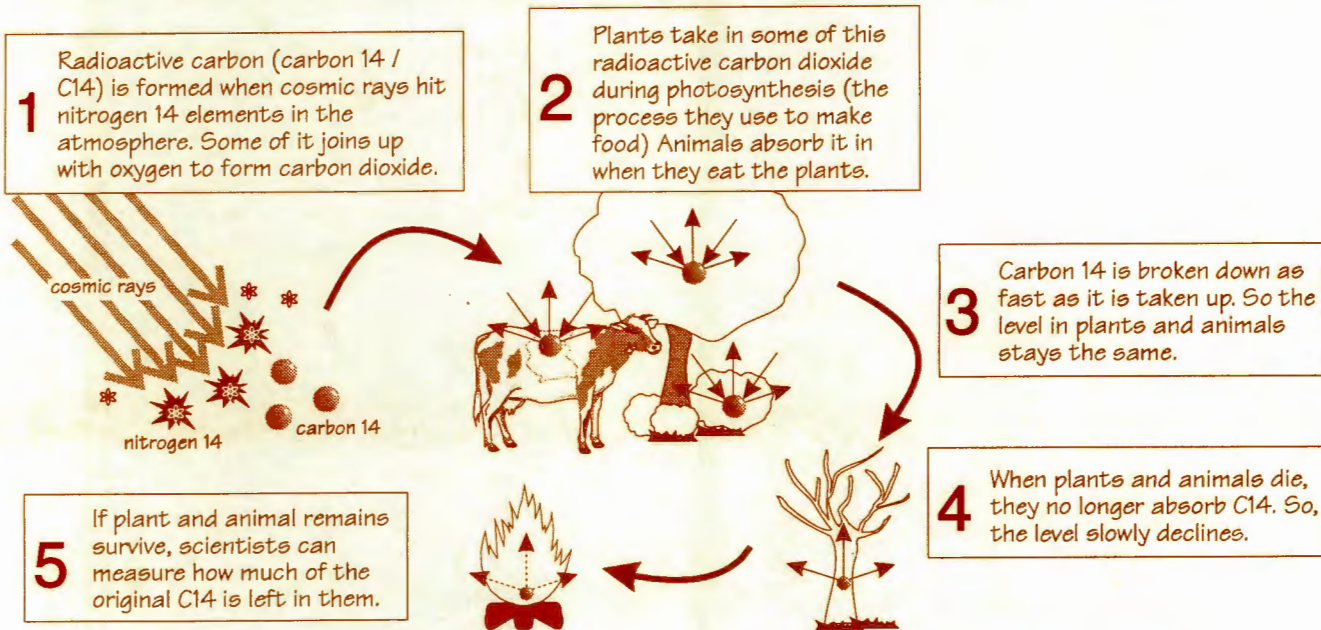 1
Radioactive carbon (carbon 14 /
C14) is formed when cosmic rays hit
nitrogen 14 elements in the
atmosphere. Some of it joins up
with oxygen to form carbon dioxide.
2
Plants take in some of this
radioactive carbon dioxide
during photosynthesis (the
process they use to make
food) Animals absorb it in
when they eat the plants.
cosmic rays
nitrogen 14
carbon 14
3
Carbon 14 is broken down as
fast as it is taken up. So the
level in plants and animals
stays the same.
4
When plants and animals die,
they no longer absorb C14. So,
the level slowly declines.
5
If plant and animal remains
survive, scientists can
measure how much of the
original C14 is left in them.